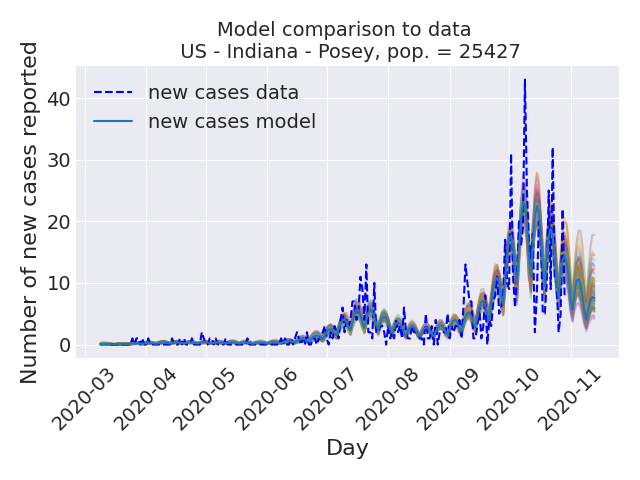 Model comparison to data
US - Indiana - Posey, pop. = 25427
Number of new cases reported
new cases data
new cases model
40
30
20
10
0
2020-03
2020-04
2020-05
2020-06
2020-07
2020-08
2020-09
2020-10
2020-11
Day